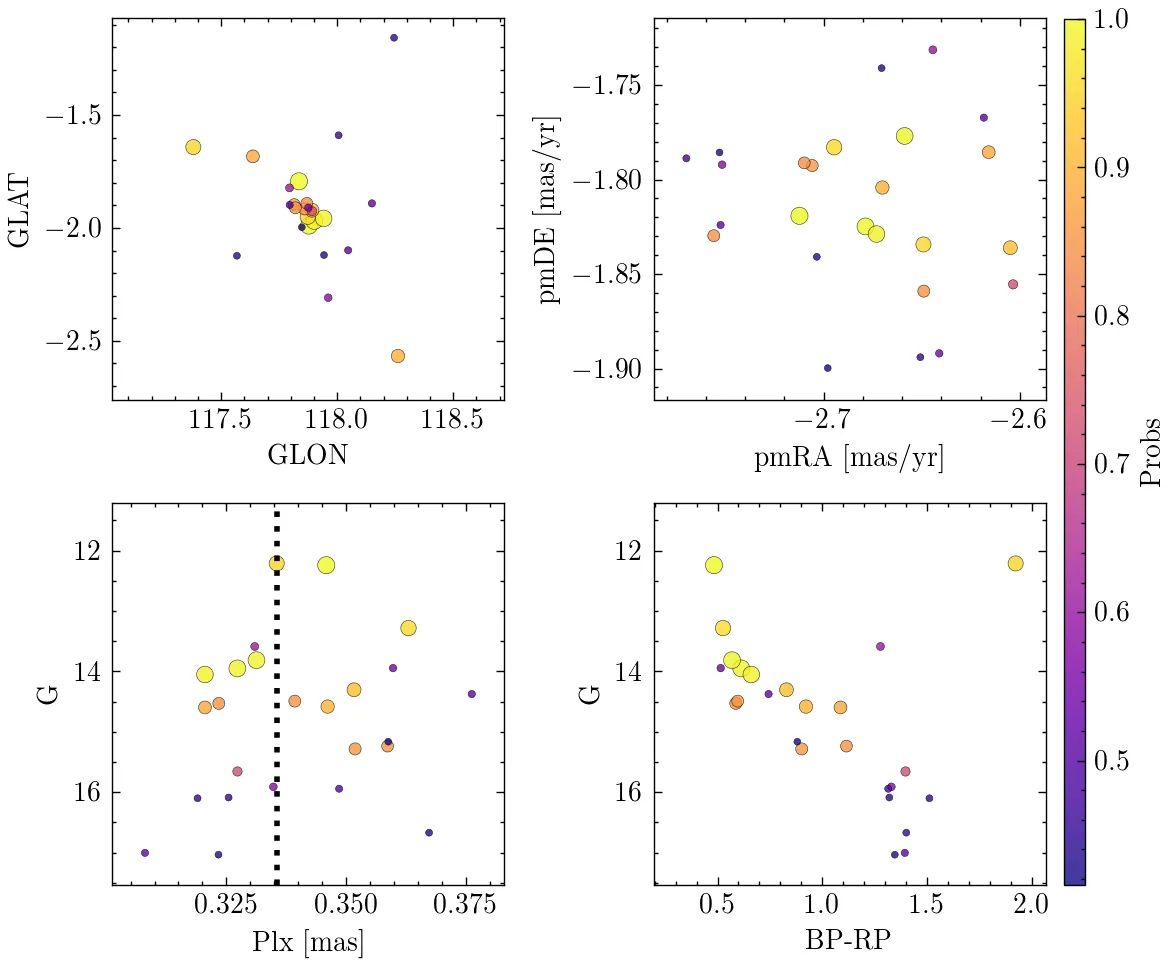 −1.5
−2.0
−2.5
GLAT
117.5 118.0 118.5
GLON
−1.75
−1.80
−1.85
−1.90
pmDE [mas/yr]
−2.7 −2.6
pmRA [mas/yr]
1.0
0.9
0.8
0.7
0.6
0.5
Probs
12
14
16
G
0.325 0.350 0.375
Plx [mas]
12
14
16
G
0.5 1.0 1.5 2.0
BP-RP